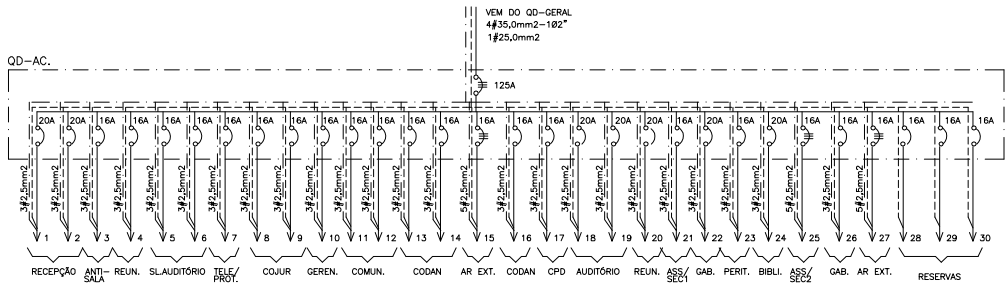 VEM DO QD-GERAL
4#35,0mm2-102"
1#25,0mm2
QD-AC.
125A
20A 20A 16A 16A 16A 16A 16A 16A 16A 16A 16A 16A 16A 16A 16A 16A 16A 20A 20A 20A 16A 20A 16A 20A 16A 16A 16A 16A 16A 16A
3#2,5mm2 3#2,5mm2 3#2,5mm2 3#2,5mm2 3#2,5mm2 3#2,5mm2 3#2,5mm2 3#2,5mm2 3#2,5mm2 3#2,5mm2 3#2,5mm2 3#2,5mm2 3#2,5mm2 3#2,5mm2 5#2,5mm2 3#2,5mm2 3#2,5mm2 3#2,5mm2 3#2,5mm2 3#2,5mm2 3#2,5mm2 3#2,5mm2 3#2,5mm2 3#2,5mm2 5#2,5mm2 3#2,5mm2 5#2,5mm2
1 2 3 4 5 6 7 8 9 10 11 12 13 14 15 16 17 18 19 20 21 22 23 24 25 26 27 28 29 30
RECEPÇÃO ANTI-SALA REUN. SL.AUDITÓRIO TELE/PROT. COJUR GEREN. COMUN. CODAN AR EXT. CODAN CPD AUDITÓRIO REUN. ASS/SEC1 GAB. PERIT. BIBLI. ASS/SEC2 GAB. AR EXT. RESERVAS